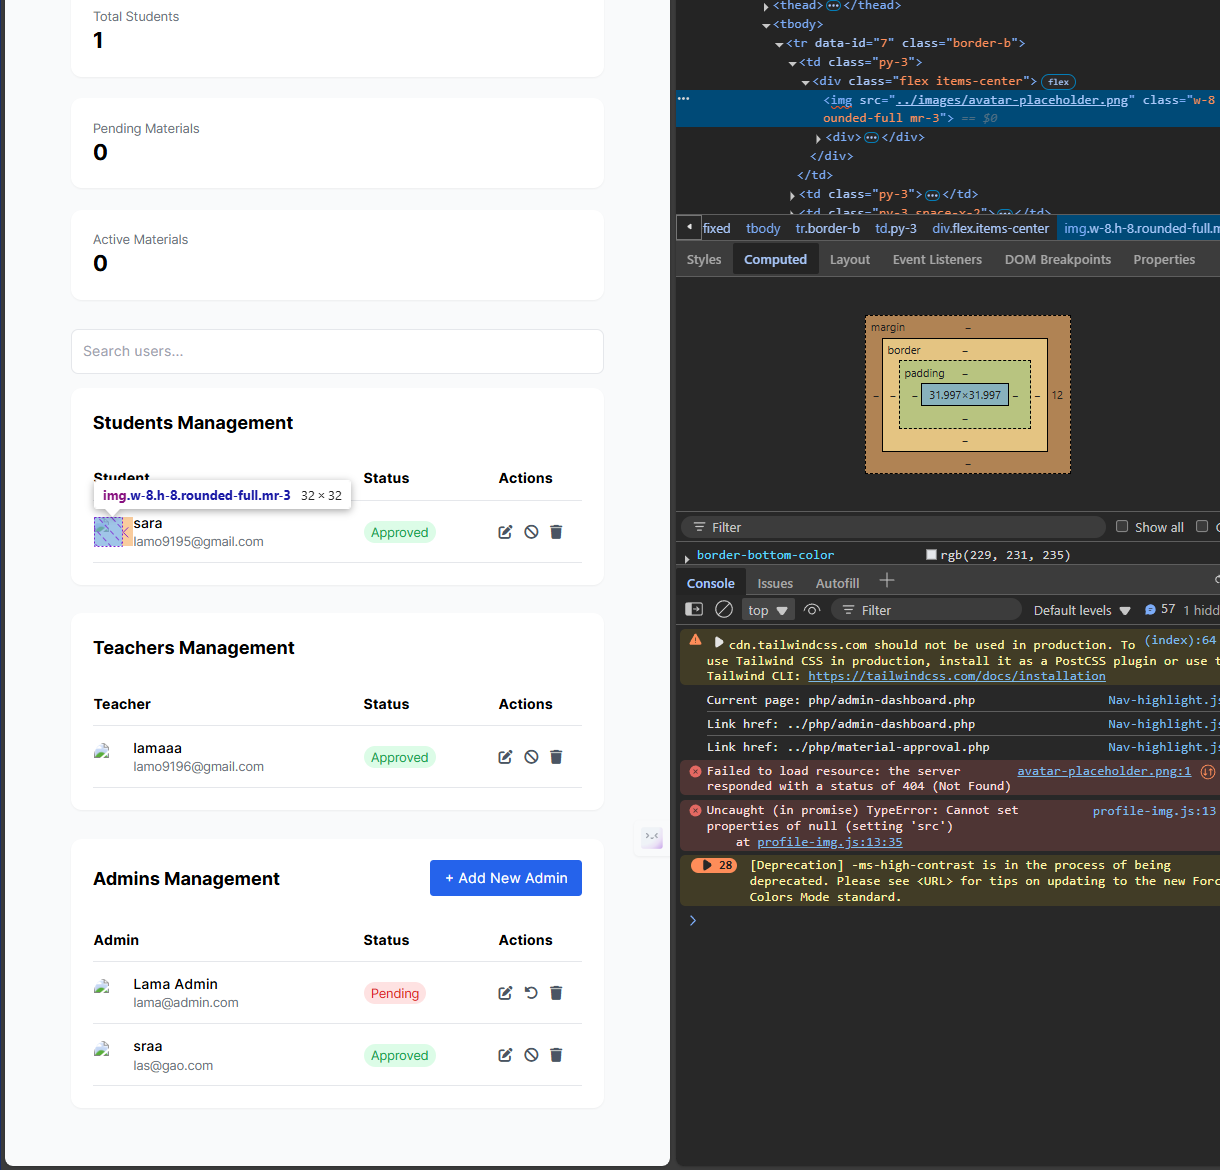 Total Students
1
Pending Materials
0
Active Materials
0
Search users...
Students Management
Student
Status
Actions
img.w-8.h-8.rounded-full.mr-3 32 × 32
sara
lamo9195@gmail.com
Approved
Teachers Management
Teacher
Status
Actions
lamaaa
lamo9196@gmail.com
Approved
Admins Management
+ Add New Admin
Admin
Status
Actions
Lama Admin
lama@admin.com
Pending
sraa
las@gao.com
Approved
<thead> ••• </thead>
<tbody>
<tr data-id="7" class="border-b">
<td class="py-3">
<div class="flex items-center"> flex
<img src="../images/avatar-placeholder.png" class="w-8
ounded-full mr-3"> == $0
<div> ••• </div>
</div>
</td>
<td class="py-3"> ••• </td>
<td class="py-3 space-x-2"> ••• </td>
fixed tbody tr.border-b td.py-3 div.flex.items-center img.w-8.h-8.rounded-full.m
Styles Computed Layout Event Listeners DOM Breakpoints Properties
margin –
border –
padding –
– – – 31.997×31.997 – – 12
–
–
–
Filter Show all
border-bottom-color rgb(229, 231, 235)
Console Issues Autofill
top Filter Default levels 57 1 hidd
cdn.tailwindcss.com should not be used in production. To (index):64
use Tailwind CSS in production, install it as a PostCSS plugin or use t
Tailwind CLI: https://tailwindcss.com/docs/installation
Current page: php/admin-dashboard.php Nav-highlight.js
Link href: ../php/admin-dashboard.php Nav-highlight.js
Link href: ../php/material-approval.php Nav-highlight.js
Failed to load resource: the server avatar-placeholder.png:1
responded with a status of 404 (Not Found)
Uncaught (in promise) TypeError: Cannot set profile-img.js:13
properties of null (setting 'src')
at profile-img.js:13:35
28 [Deprecation] -ms-high-contrast is in the process of being
deprecated. Please see <URL> for tips on updating to the new Forc
Colors Mode standard.